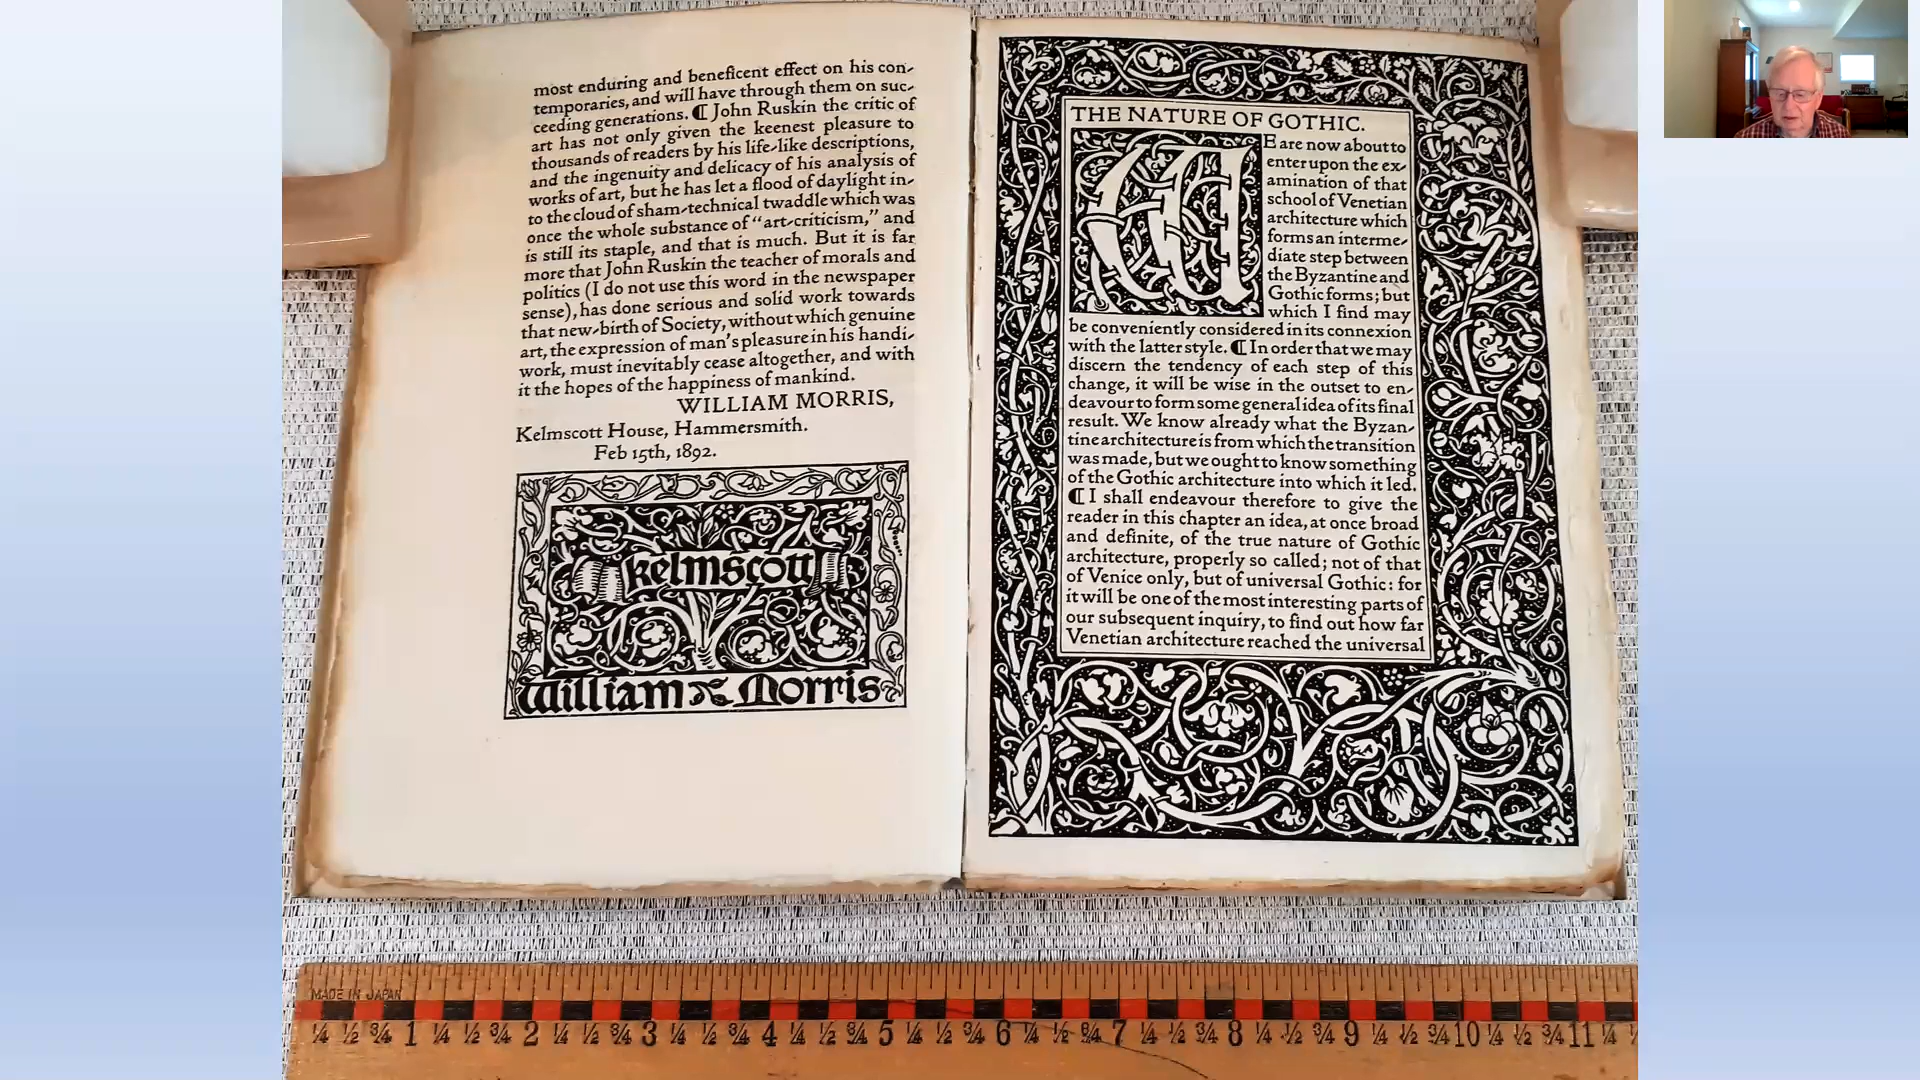 most enduring and beneficent effect on his con-
temporaries, and will have through them on suc-
ceeding generations. ¶ John Ruskin the critic of
art has not only given the keenest pleasure to
thousands of readers by his life-like descriptions,
and the ingenuity and delicacy of his analysis of
works of art, but he has let a flood of daylight in-
to the cloud of sham-technical twaddle which was
once the whole substance of "art-criticism," and
is still its staple, and that is much. But it is far
more that John Ruskin the teacher of morals and
politics (I do not use this word in the newspaper
sense), has done serious and solid work towards
that new-birth of Society, without which genuine
art, the expression of man's pleasure in his handi-
work, must inevitably cease altogether, and with
it the hopes of the happiness of mankind.
WILLIAM MORRIS,
Kelmscott House, Hammersmith.
Feb 15th, 1892.
kelmscott
William Morris
THE NATURE OF GOTHIC.
WE are now about to
enter upon the ex-
amination of that
school of Venetian
architecture which
forms an interme-
diate step between
the Byzantine and
Gothic forms; but
which I find may
be conveniently considered in its connexion
with the latter style. ¶ In order that we may
discern the tendency of each step of this
change, it will be wise in the outset to en-
deavour to form some general idea of its final
result. We know already what the Byzan-
tine architecture is from which the transition
was made, but we ought to know something
of the Gothic architecture into which it led.
¶ I shall endeavour therefore to give the
reader in this chapter an idea, at once broad
and definite, of the true nature of Gothic
architecture, properly so called; not of that
of Venice only, but of universal Gothic: for
it will be one of the most interesting parts of
our subsequent inquiry, to find out how far
Venetian architecture reached the universal
MADE IN JAPAN
¼ ½ ¾ 1 ¼ ½ ¾ 2 ¼ ½ ¾ 3 ¼ ½ ¾ 4 ¼ ½ ¾ 5 ¼ ½ ¾ 6 ¼ ½ ¾ 7 ¼ ½ ¾ 8 ¼ ½ ¾ 9 ¼ ½ ¾ 10 ¼ ½ ¾ 11 ¼